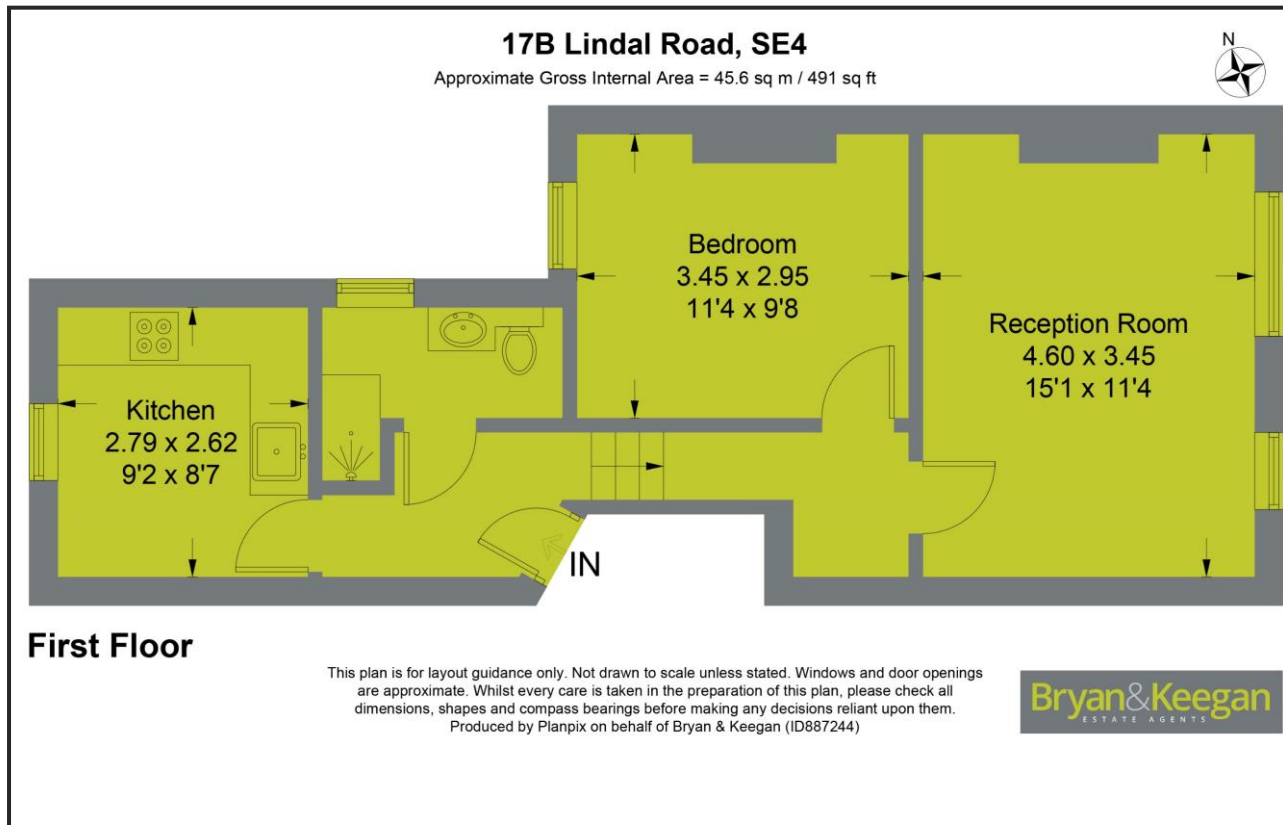 17B Lindal Road, SE4
Approximate Gross Internal Area = 45.6 sq m / 491 sq ft
N
Bedroom
3.45 x 2.95
11'4 x 9'8
Reception Room
4.60 x 3.45
15'1 x 11'4
Kitchen
2.79 x 2.62
9'2 x 8'7
IN
First Floor
This plan is for layout guidance only. Not drawn to scale unless stated. Windows and door openings
are approximate. Whilst every care is taken in the preparation of this plan, please check all
dimensions, shapes and compass bearings before making any decisions reliant upon them.
Produced by Planpix on behalf of Bryan & Keegan (ID887244)
Bryan&Keegan
ESTATE AGENTS